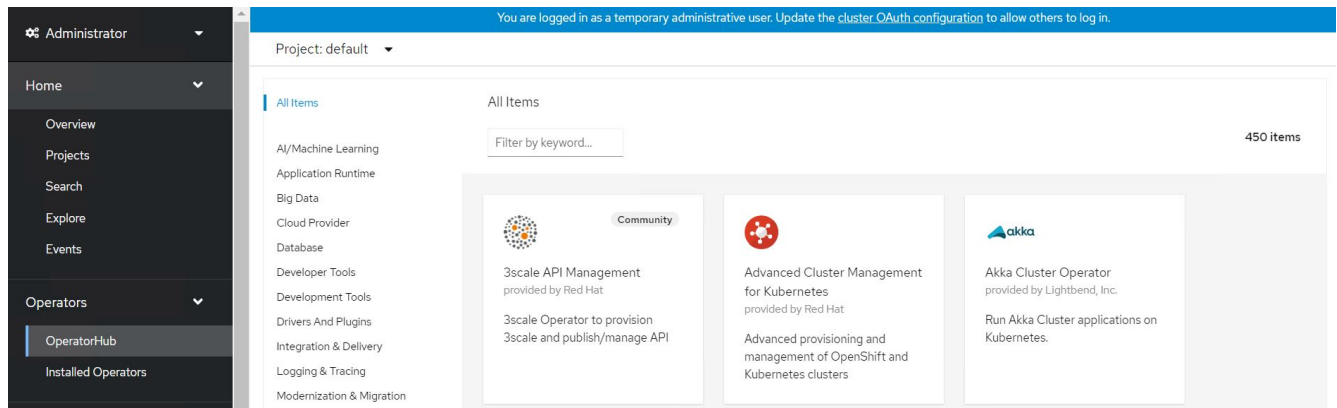 You are logged in as a temporary administrative user. Update the cluster OAuth configuration to allow others to log in.
Administrator
Home
Overview
Projects
Search
Explore
Events
Operators
OperatorHub
Installed Operators
Project: default
All Items
AI/Machine Learning
Application Runtime
Big Data
Cloud Provider
Database
Developer Tools
Development Tools
Drivers And Plugins
Integration & Delivery
Logging & Tracing
Modernization & Migration
All Items
Filter by keyword...
450 items
Community
3scale API Management
provided by Red Hat
3scale Operator to provision
3scale and publish/manage API
Advanced Cluster Management
for Kubernetes
provided by Red Hat
Advanced provisioning and
management of OpenShift and
Kubernetes clusters
akka
Akka Cluster Operator
provided by Lightbend, Inc.
Run Akka Cluster applications on
Kubernetes.